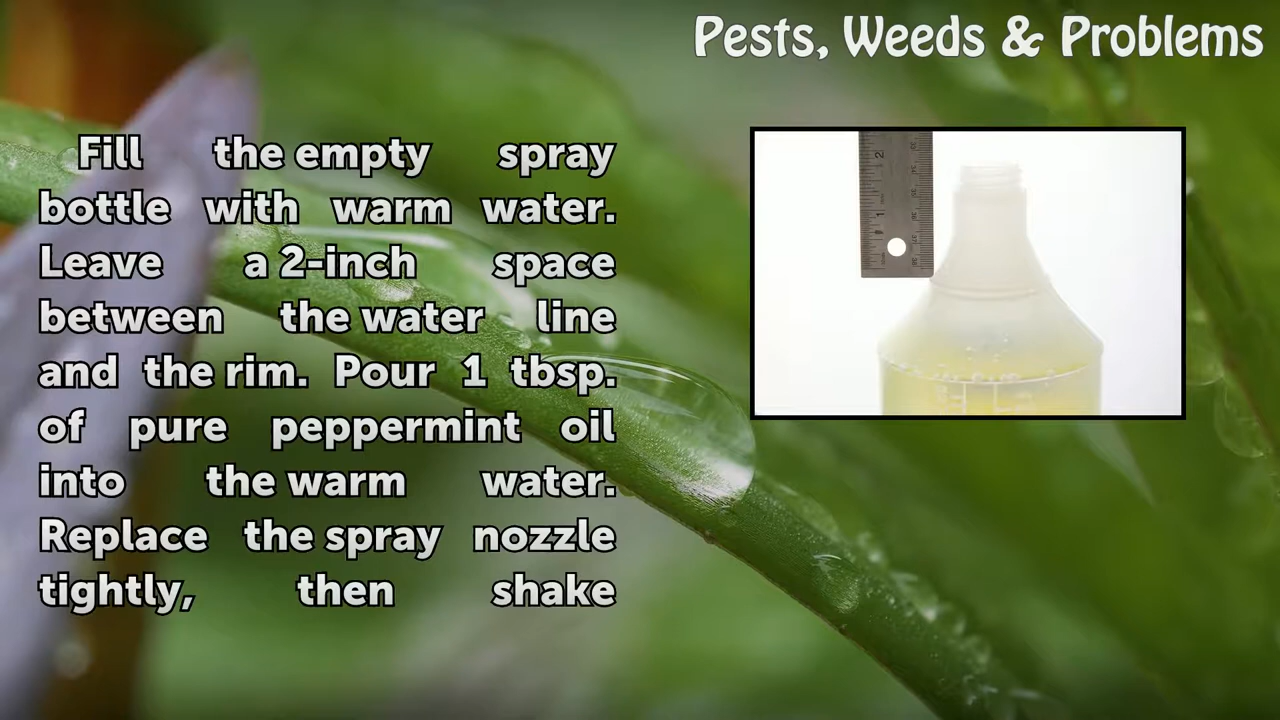 Pests, Weeds & Problems
Fill the empty spray
bottle with warm water.
Leave a 2-inch space
between the water line
and the rim. Pour 1 tbsp.
of pure peppermint oil
into the warm water.
Replace the spray nozzle
tightly, then shake
2
1